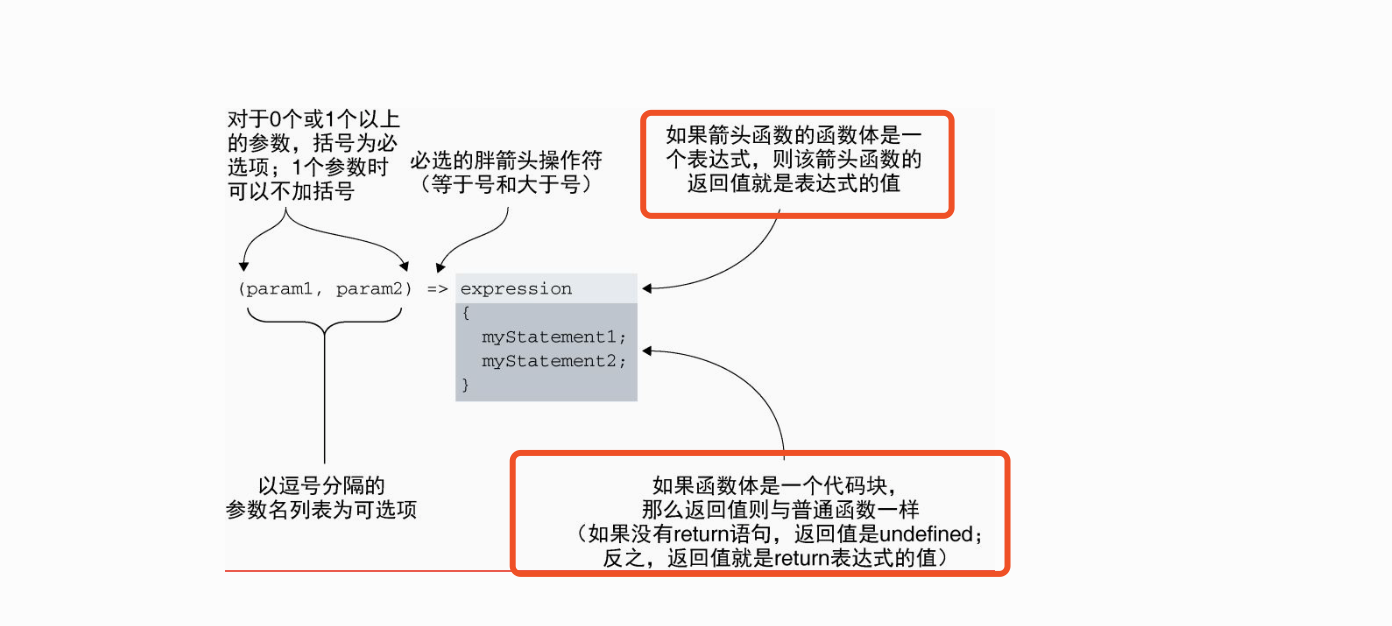 对于0个或1个以上
的参数，括号为必
选项；1个参数时
可以不加括号
必选的胖箭头操作符
（等于号和大于号）
如果箭头函数的函数体是一
个表达式，则该箭头函数的
返回值就是表达式的值
(param1, param2) => expression
{
myStatement1;
myStatement2;
}
以逗号分隔的
参数名列表为可选项
如果函数体是一个代码块，
那么返回值则与普通函数一样
（如果没有return语句，返回值是undefined；
反之，返回值就是return表达式的值）